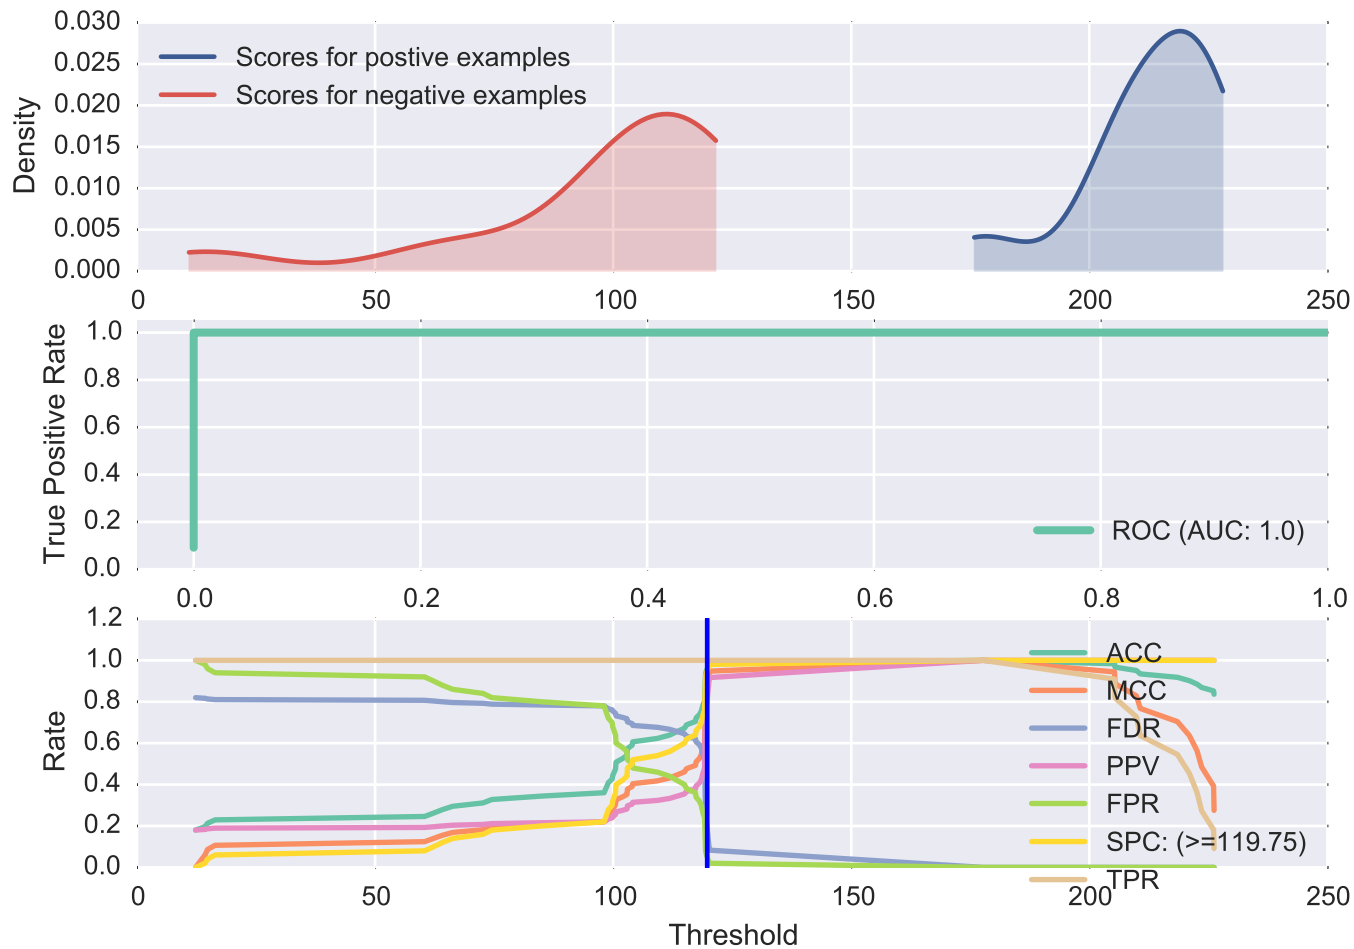 0.030
0.025
0.020
0.015
0.010
0.005
0.000
Density
Scores for postive examples
Scores for negative examples
0 50 100 150 200 250
1.0
0.8
0.6
0.4
0.2
0.0
True Positive Rate
ROC (AUC: 1.0)
0.0 0.2 0.4 0.6 0.8 1.0
1.2
1.0
0.8
0.6
0.4
0.2
0.0
Rate
ACC
MCC
FDR
PPV
FPR
SPC: (>=119.75)
TPR
0 50 100 150 200 250
Threshold